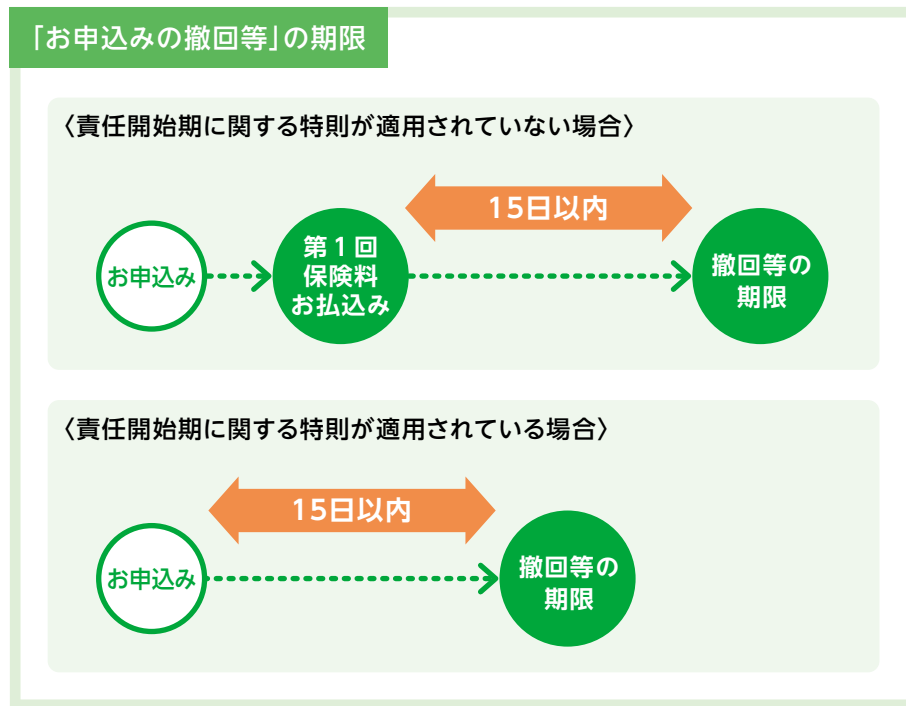 「お申込みの撤回等」の期限
〈責任開始期に関する特則が適用されていない場合〉
15日以内
お申込み
第1回
保険料
お払込み
撤回等の
期限
〈責任開始期に関する特則が適用されている場合〉
15日以内
お申込み
撤回等の
期限